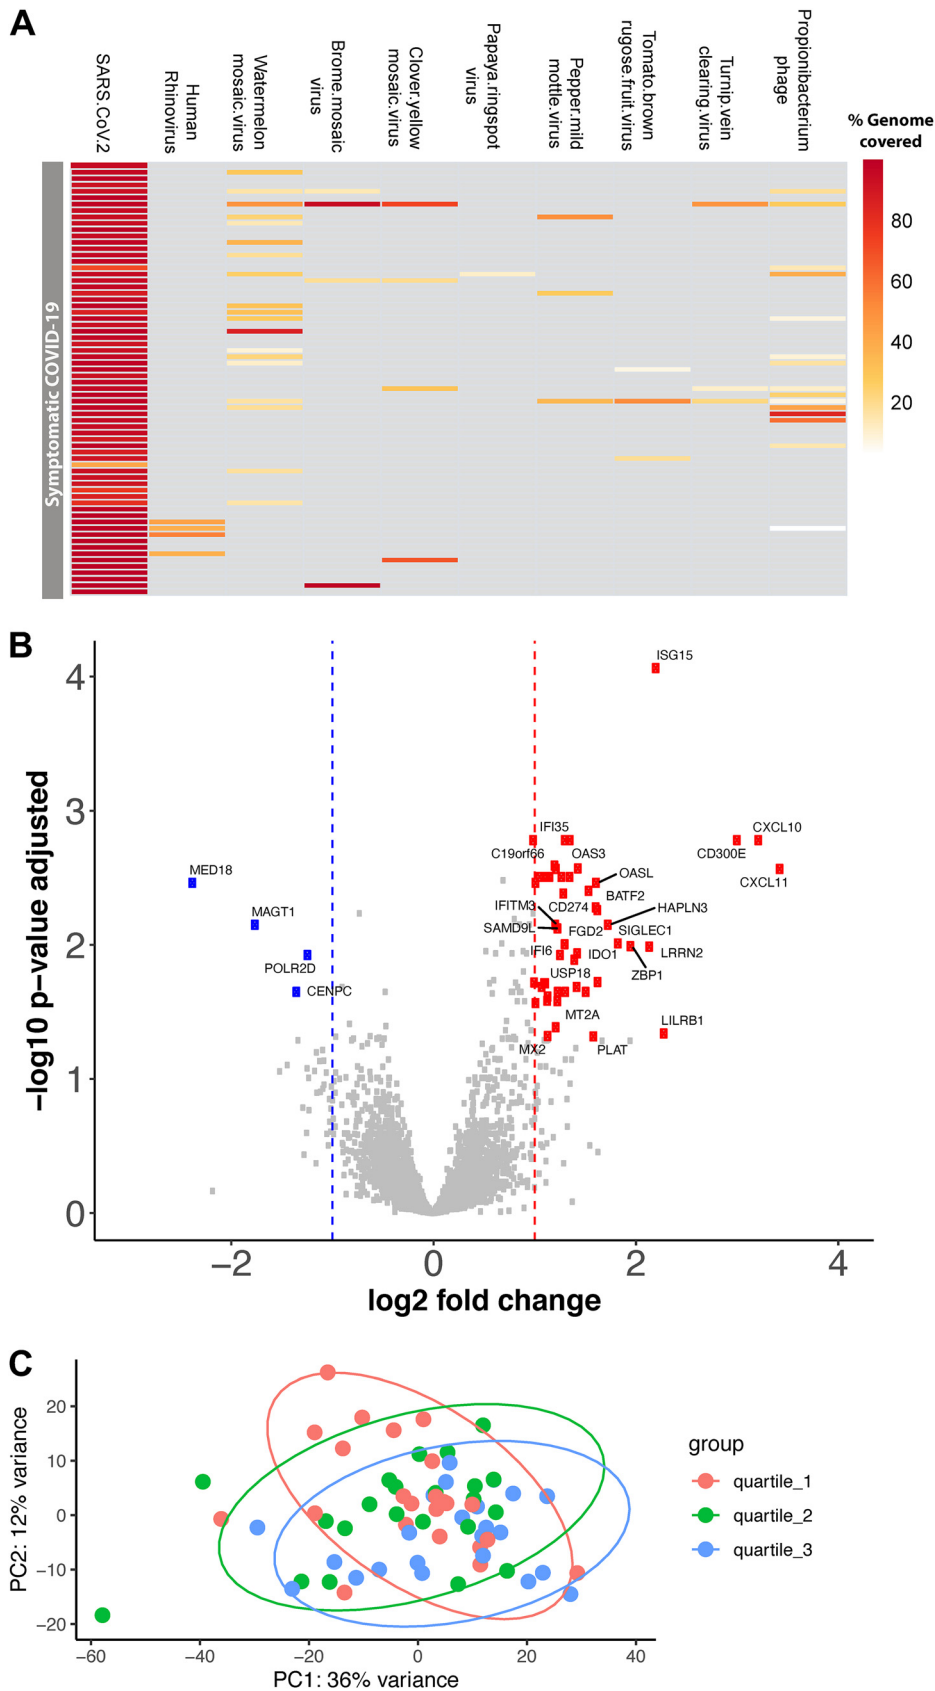 A
SARS.CoV.2
Human
Rhinovirus
Watermelon
mosaic.virus
Brome.mosaic
virus
Clover.yellow
mosaic.virus
Papaya.ringspot
virus
Pepper.mild
mottle.virus
Tomato.brown
rugose.fruit.virus
Turnip.vein
clearing.virus
Propionibacterium
phage
% Genome
covered
80
60
40
20
Symptomatic COVID-19
B
4
3
2
1
0
-log10 p-value adjusted
ISG15
IFI35
CXCL10
C19orf66
OAS3
CD300E
MED18
OASL
CXCL11
BATF2
IFITM3
CD274
HAPLN3
MAGT1
SAMD9L
FGD2
SIGLEC1
IFI6
IDO1
LRRN2
POLR2D
USP18
ZBP1
CENPC
MT2A
LILRB1
MX2
PLAT
−2
0
2
4
log2 fold change
C
20
10
0
−10
−20
PC2: 12% variance
−60
−40
−20
0
20
40
PC1: 36% variance
group
quartile_1
quartile_2
quartile_3